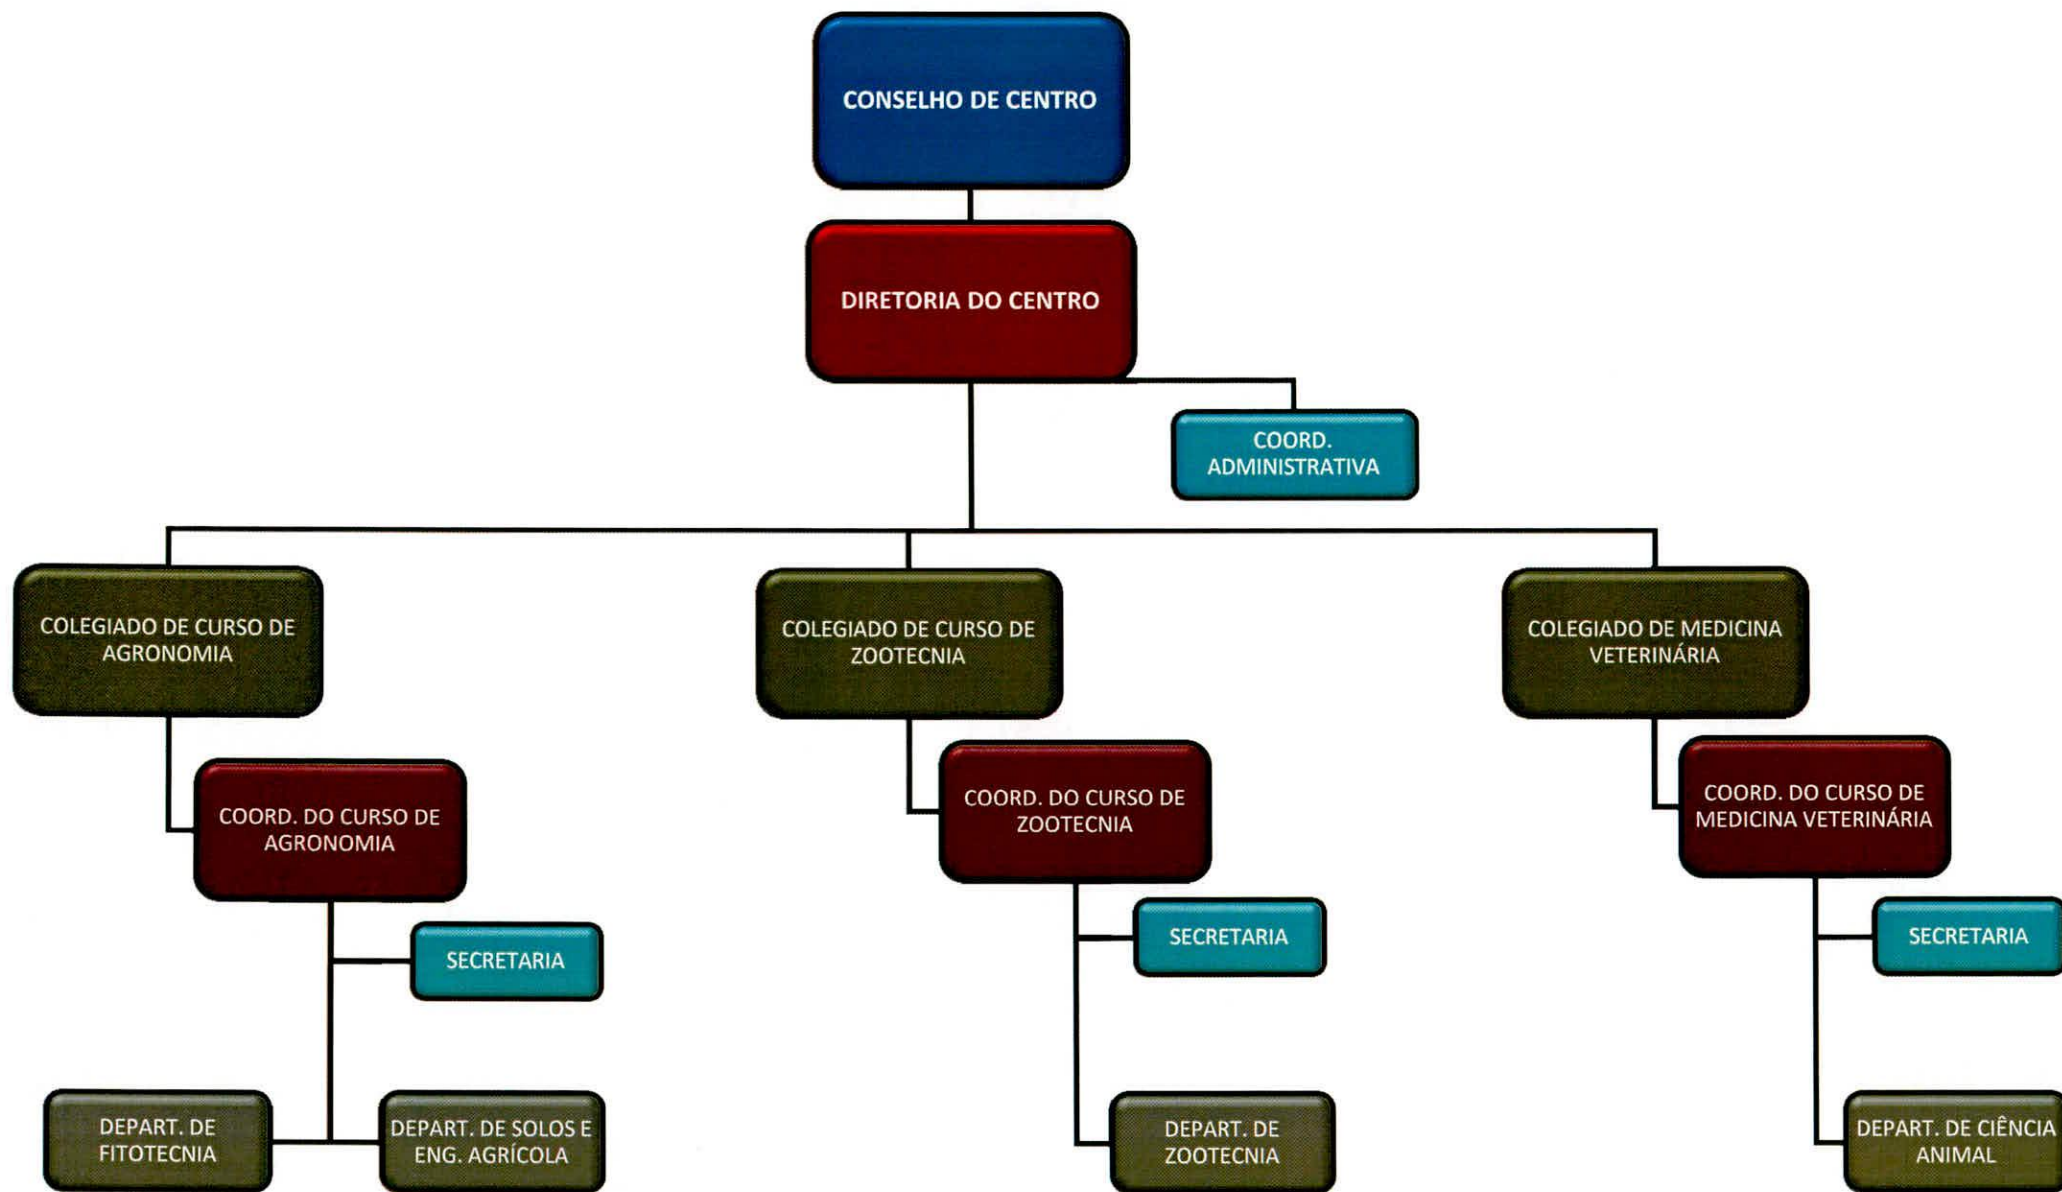 CONSELHO DE CENTRO
DIRETORIA DO CENTRO
COORD.
ADMINISTRATIVA
COLEGIADO DE CURSO DE
AGRONOMIA
COLEGIADO DE CURSO DE
ZOOTECNIA
COLEGIADO DE MEDICINA
VETERINÁRIA
COORD. DO CURSO DE
AGRONOMIA
COORD. DO CURSO DE
ZOOTECNIA
COORD. DO CURSO DE
MEDICINA VETERINÁRIA
SECRETARIA
SECRETARIA
SECRETARIA
DEPART. DE
FITOTECNIA
DEPART. DE SOLOS E
ENG. AGRÍCOLA
DEPART. DE
ZOOTECNIA
DEPART. DE CIÊNCIA
ANIMAL